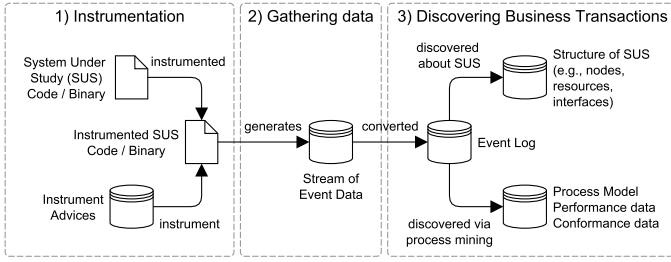 1) Instrumentation
2) Gathering data
3) Discovering Business Transactions
System Under
Study (SUS)
Code / Binary
instrumented
Instrumented SUS
Code / Binary
Instrument
Advices
instrument
generates
Stream of
Event Data
converted
discovered
about SUS
Structure of SUS
(e.g., nodes,
resources,
interfaces)
Event Log
discovered via
process mining
Process Model
Performance data
Conformance data